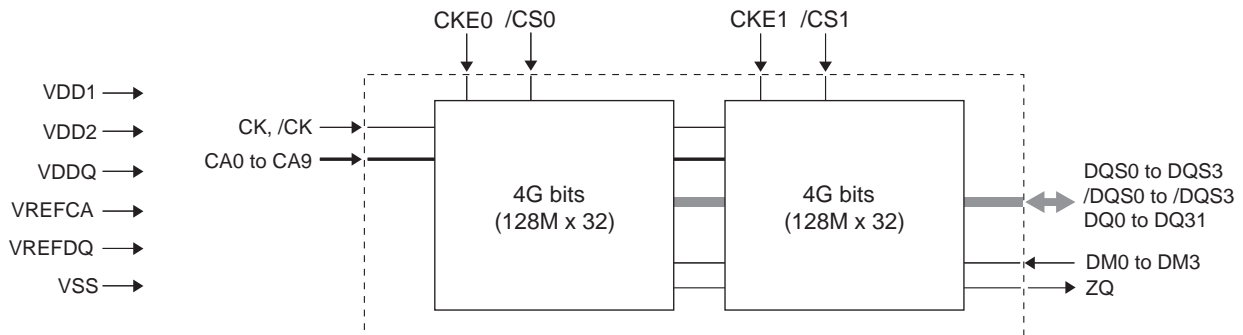 CKE0 /CS0
CKE1 /CS1
VDD1
VDD2
VDDQ
VREFCA
VREFDQ
VSS
CK, /CK
CA0 to CA9
4G bits
(128M x 32)
4G bits
(128M x 32)
DQS0 to DQS3
/DQS0 to /DQS3
DQ0 to DQ31
DM0 to DM3
ZQ